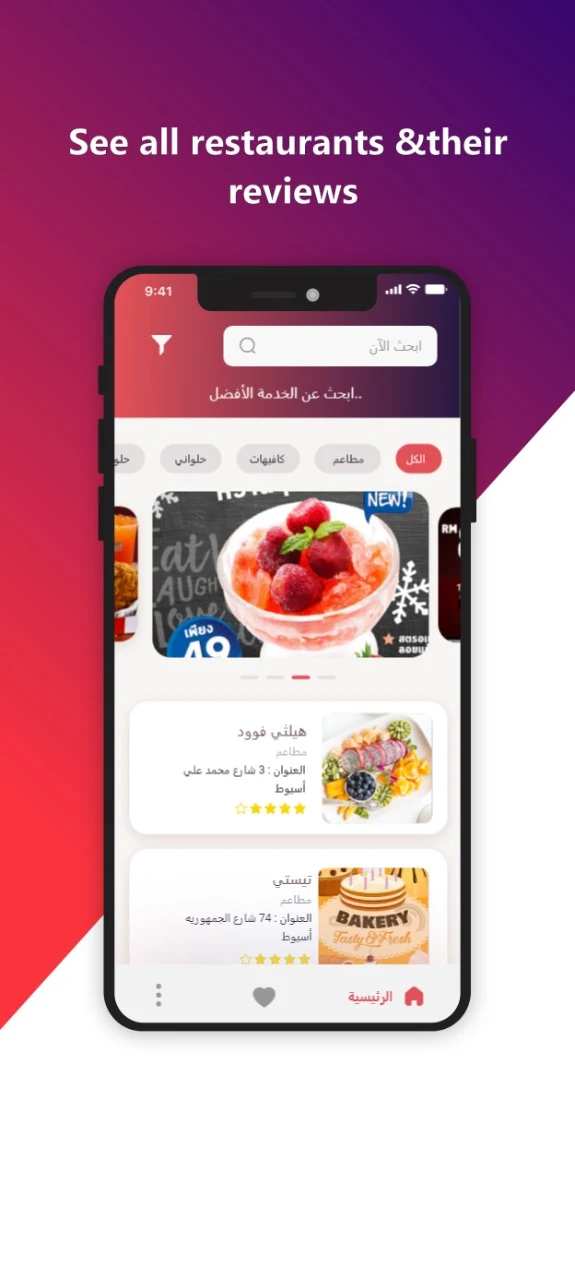 See all restaurants &their
reviews
9:41
ابحث الآن
ابحث عن الخدمة الأفضل..
الكل
مطاعم
كافيهات
حلواني
NEW!
RM
Eat
LAUGH
Love
เพียง
49
هيلثي فوود
مطاعم
العنوان : 3 شارع محمد علي
أسيوط
تيستي
مطاعم
العنوان : 74 شارع الجمهوريه
أسيوط
BAKERY
Tasty & Fresh
الرئيسية